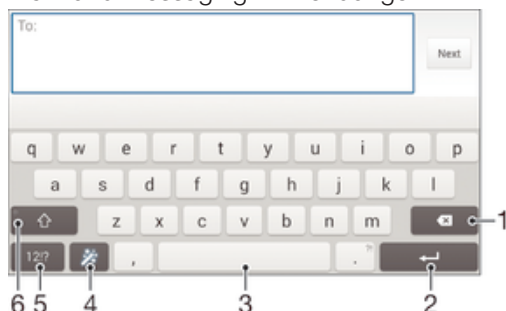 To:
Next
q w e r t y u i o p
a s d f g h j k l
z x c v b n m 1
12!? , . ?!
6 5 4 3 2